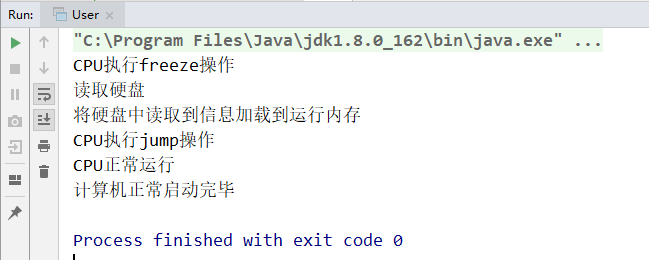 Run: User
"C:\Program Files\Java\jdk1.8.0_162\bin\java.exe" ...
CPU执行freeze操作
读取硬盘
将硬盘中读取到信息加载到运行内存
CPU执行jump操作
CPU正常运行
计算机正常启动完毕
Process finished with exit code 0